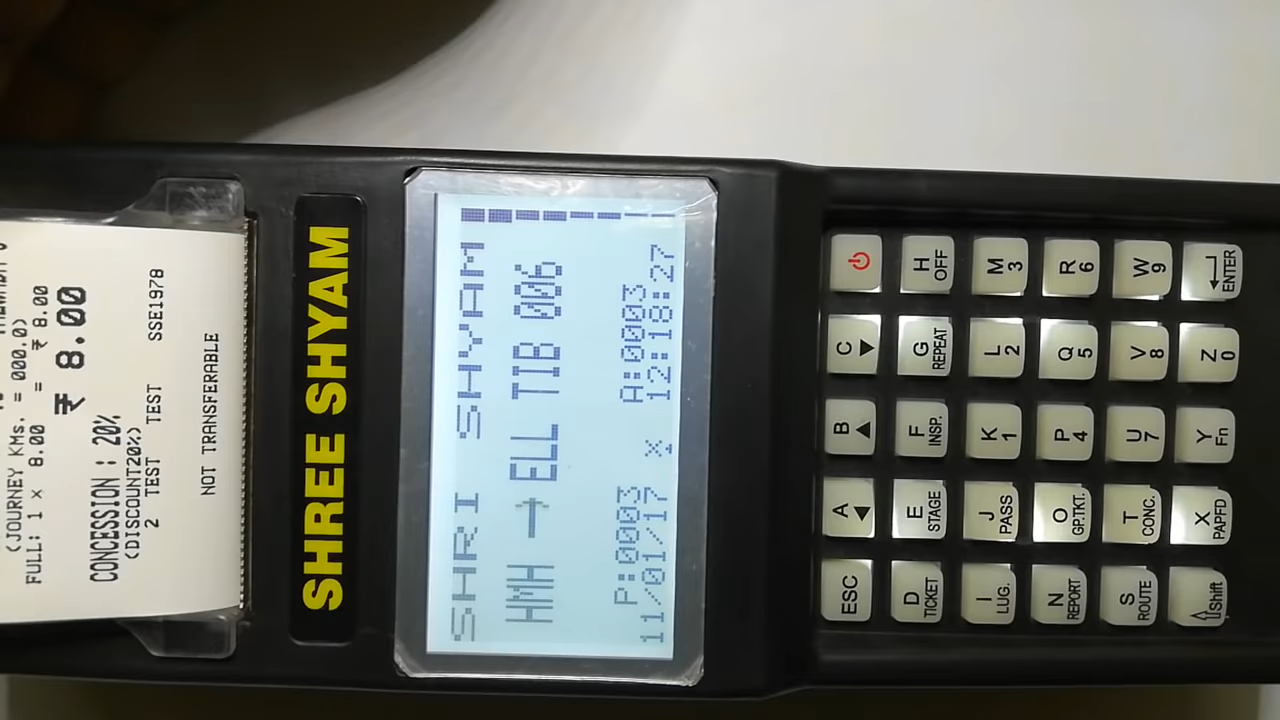 (JOURNEY KMs. = 000.0)
FULL: 1 x 8.00 = ₹ 8.00
₹ 8.00
CONCESSION : 20%
(DISCOUNT20%)
2 TEST TEST SSE1978
NOT TRANSFERABLE
SHREE SHYAM
SHRI SHYAM
HMH → ELL TIB 006
P:0003 A:0003
11/01/17 x 12:18:27
ESC A ◀ B ▲ C ▼
D TICKET E STAGE F INSP. G REPEAT H OFF
I LUG. J PASS K 1 L 2 M 3
N REPORT O GP.TKT. P 4 Q 5 R 6
S ROUTE T CONC. U 7 V 8 W 9
Shift X PAPFD Y Fn Z 0 ENTER